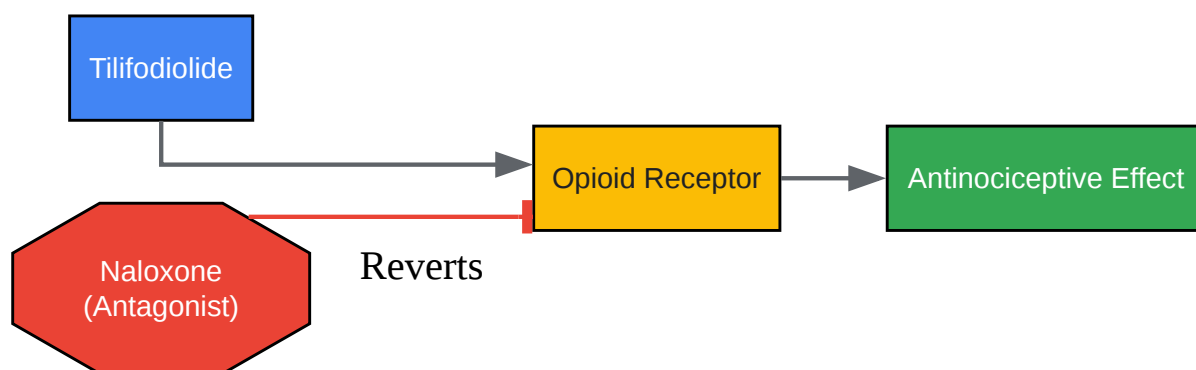 Tilifodiolide
Opioid Receptor
Antinociceptive Effect
Reverts
Naloxone
(Antagonist)